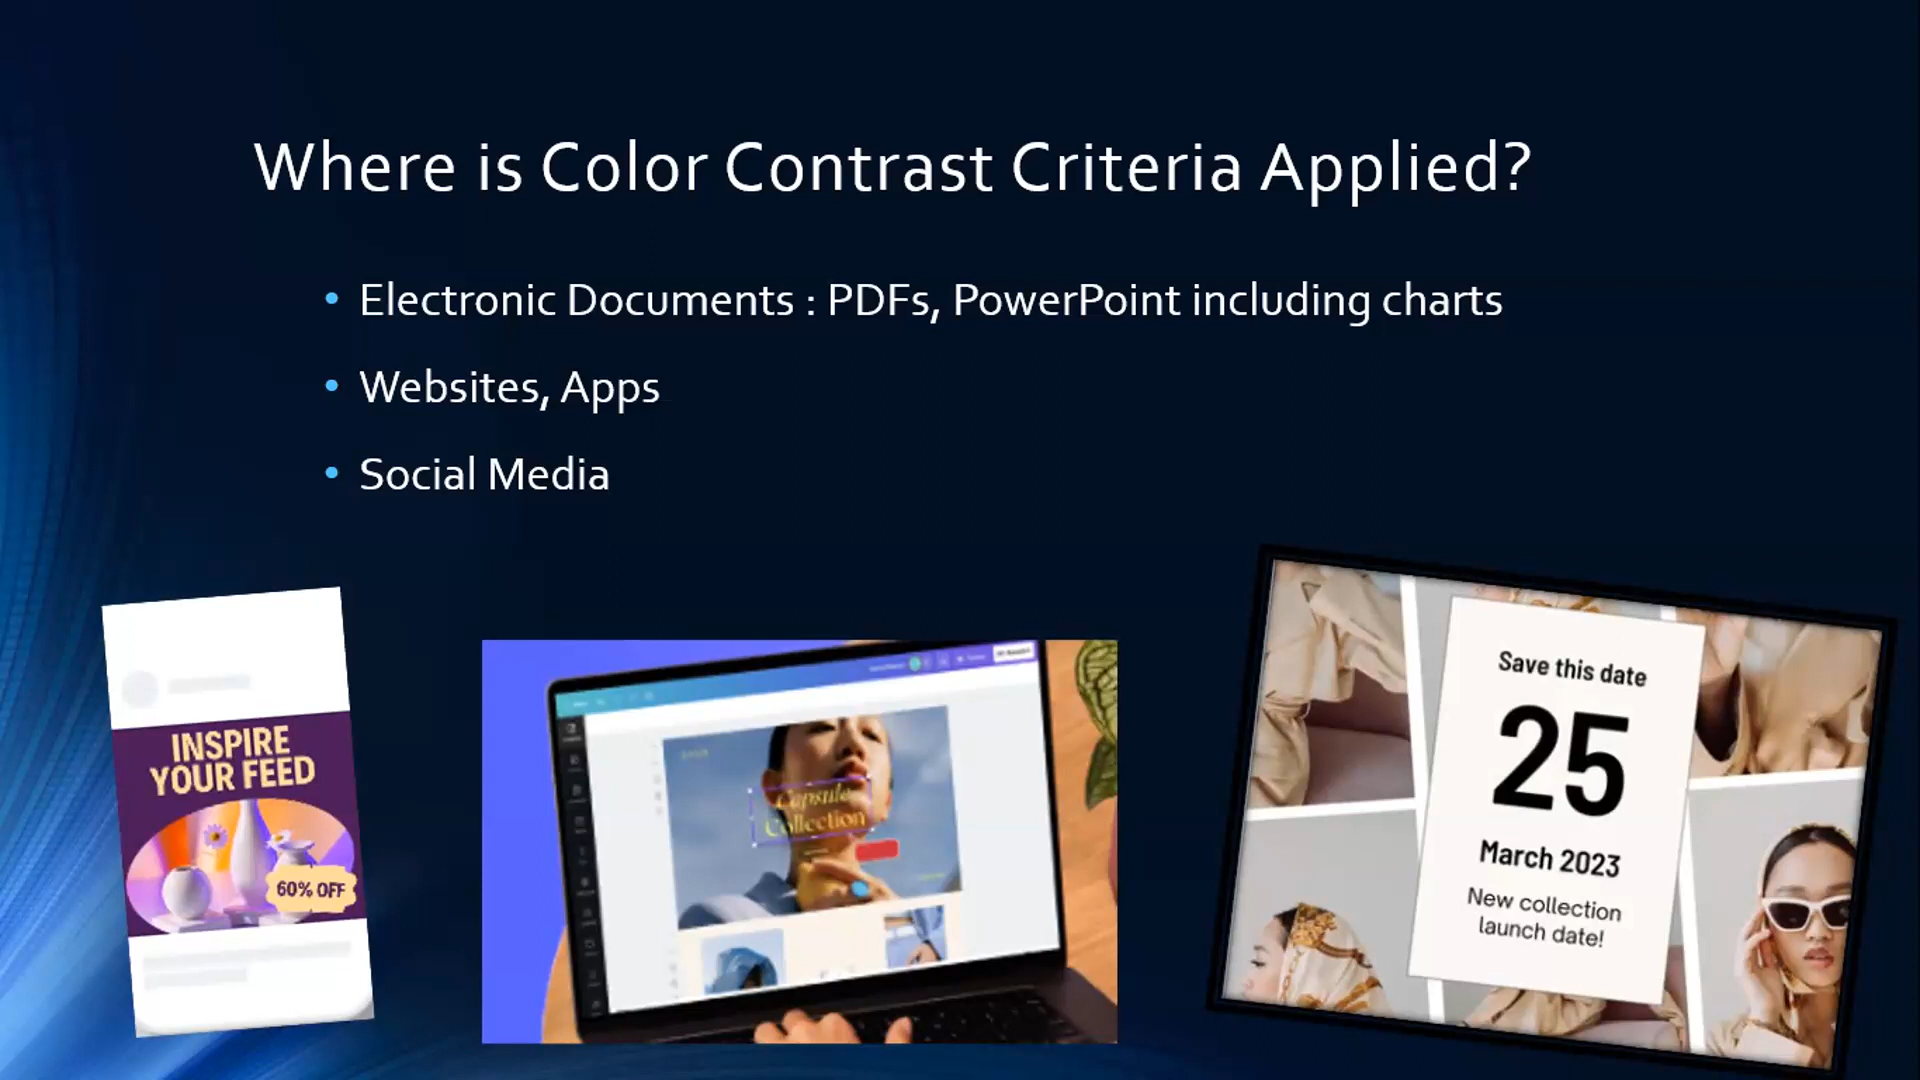 Where is Color Contrast Criteria Applied?
• Electronic Documents : PDFs, PowerPoint including charts
• Websites, Apps
• Social Media
INSPIRE
YOUR FEED
60% OFF
Capsule
Collection
Save this date
25
March 2023
New collection
launch date!